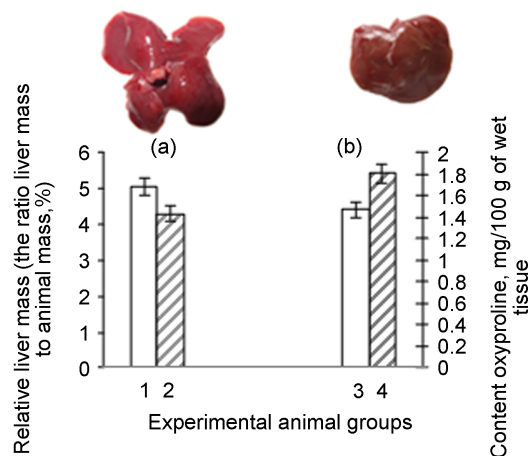 (a) (b)
Relative liver mass (the ratio liver mass
to animal mass,%)
6
5
4
3
2
1
0
2
1.8
1.6
1.4
1.2
1
0.8
0.6
0.4
0.2
0
Content oxyproline, mg/100 g of wet
tissue
1 2 3 4
Experimental animal groups